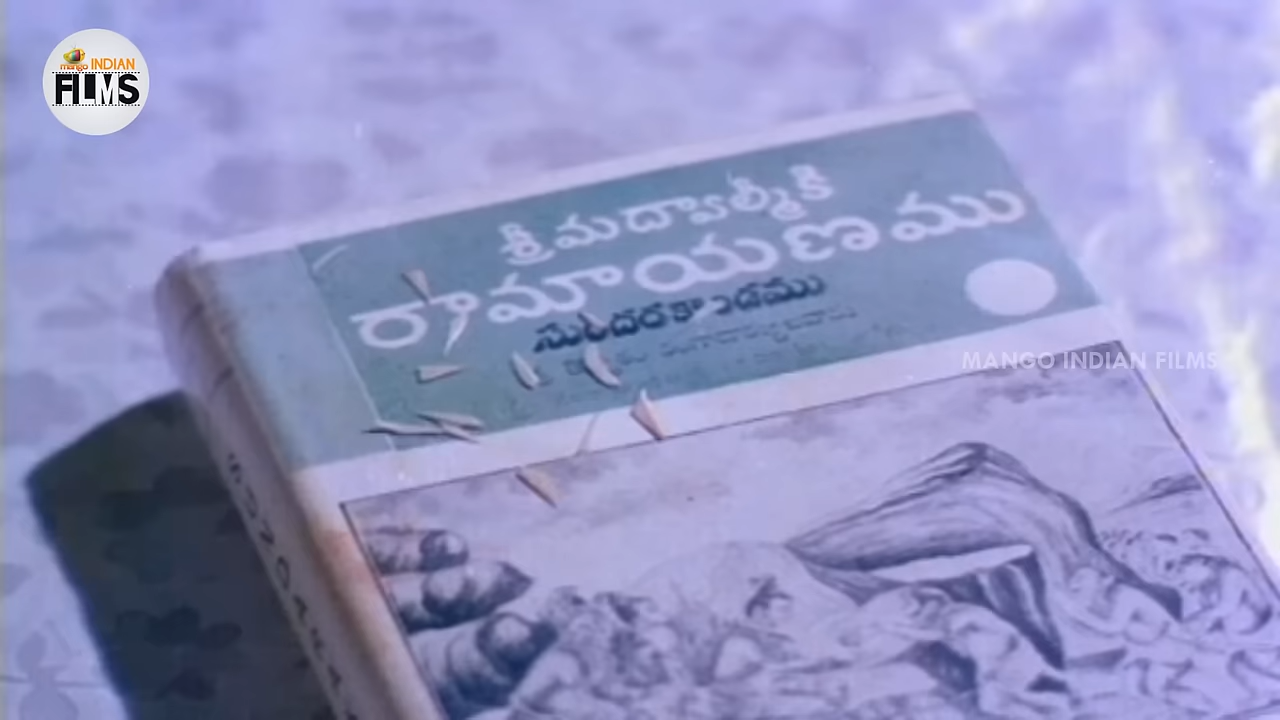 mango INDIAN
FILMS
శ్రీమద్వాల్మీకి
రామాయణము
సుందరకాండము
MANGO INDIAN FILMS